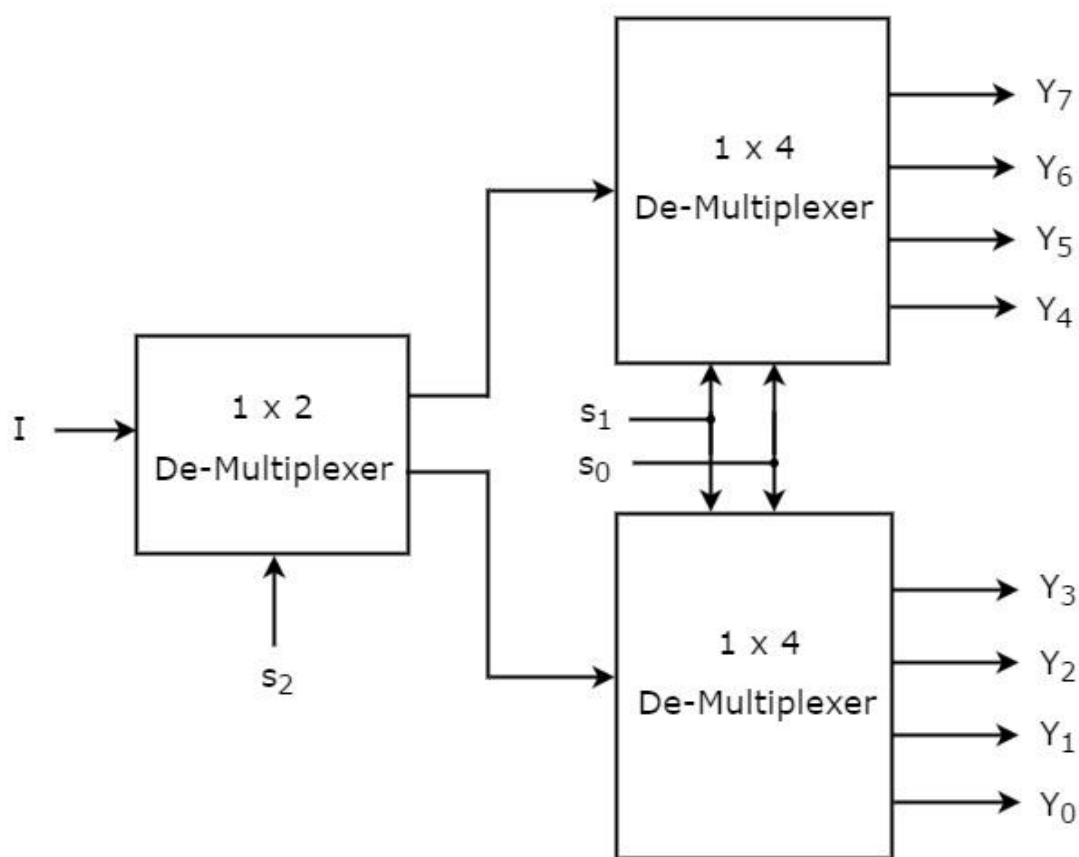 1 x 4
De-Multiplexer
Y7
Y6
Y5
Y4
I
1 x 2
De-Multiplexer
s2
s1
s0
1 x 4
De-Multiplexer
Y3
Y2
Y1
Y0